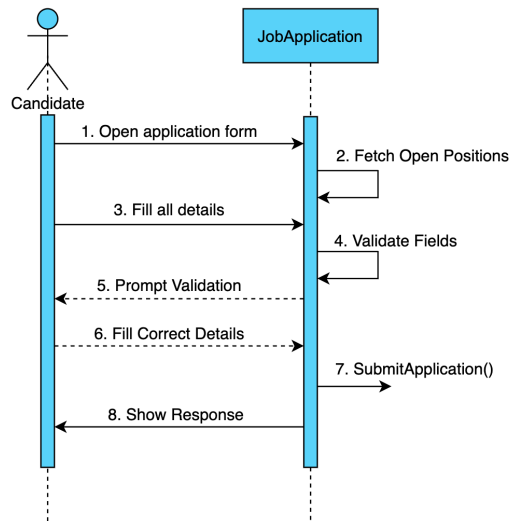 JobApplication
Candidate
1. Open application form
2. Fetch Open Positions
3. Fill all details
4. Validate Fields
5. Prompt Validation
6. Fill Correct Details
7. SubmitApplication()
8. Show Response